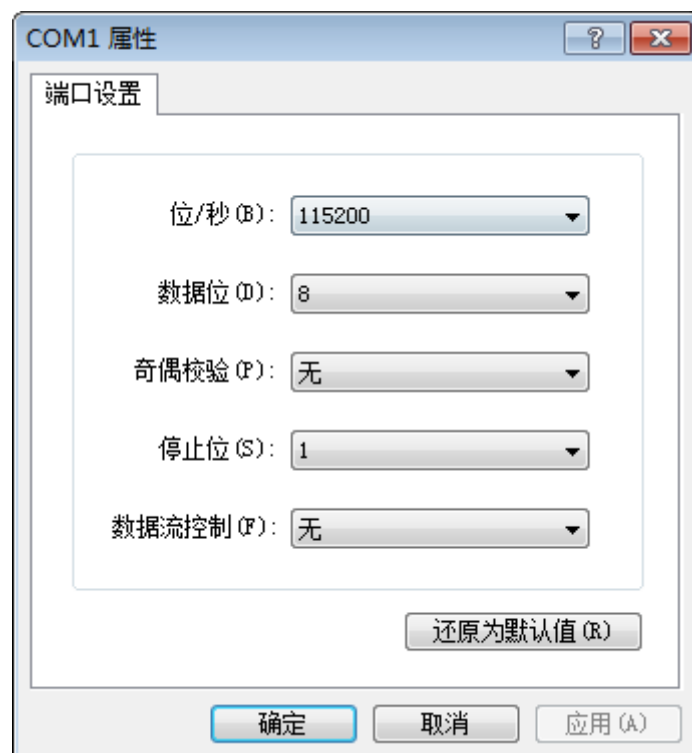 COM1 属性
端口设置
位/秒(B): 115200
数据位(D): 8
奇偶校验(P): 无
停止位(S): 1
数据流控制(F): 无
还原为默认值(R)
确定 取消 应用(A)